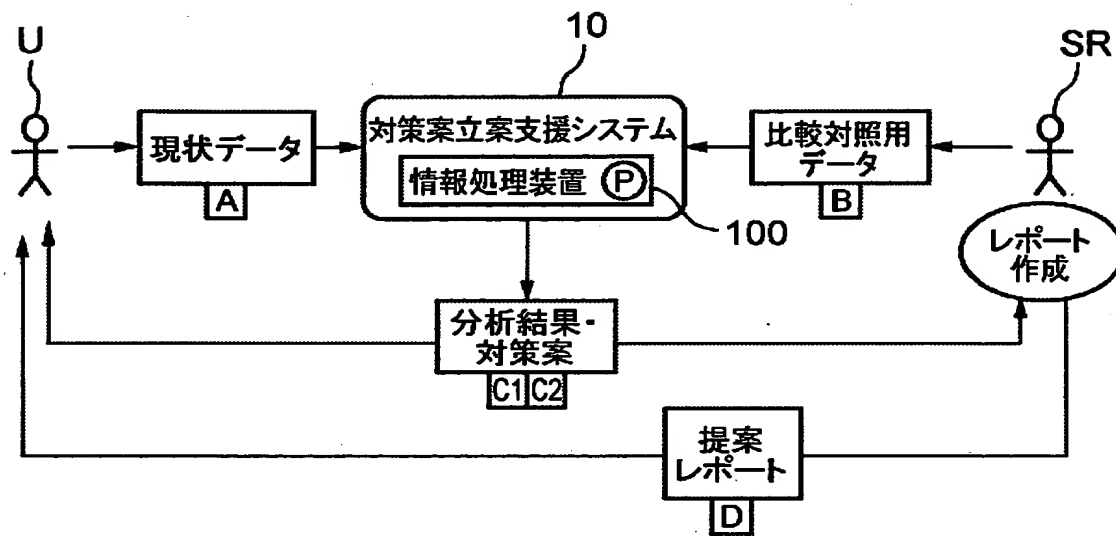 10
U
SR
現状データ
A
対策案立案支援システム
情報処理装置 P
100
比較対照用
データ
B
レポート
作成
分析結果・
対策案
C1 C2
提案
レポート
D